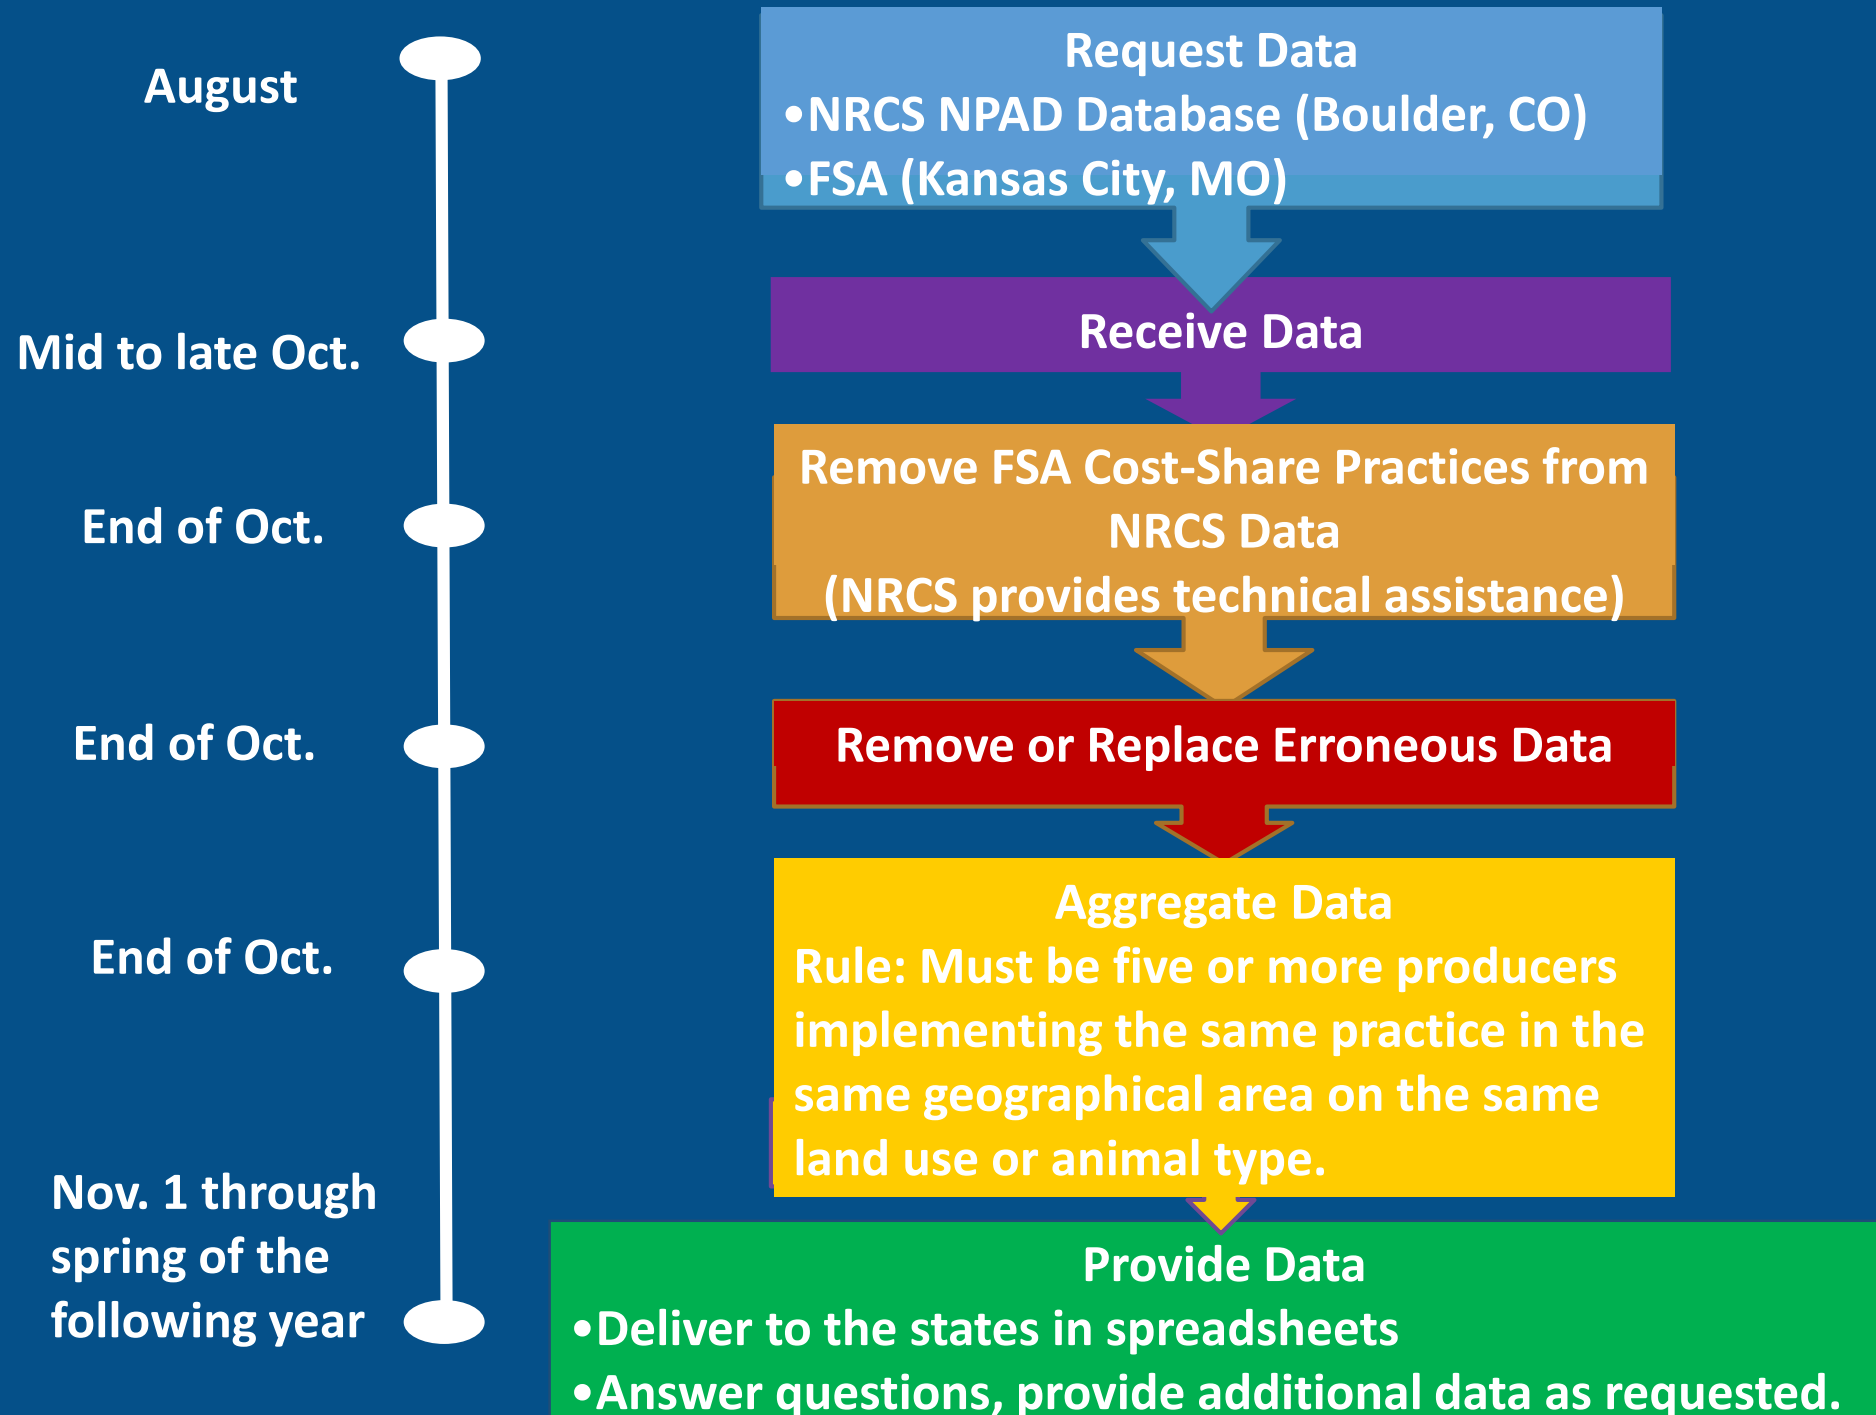 August
Request Data
•NRCS NPAD Database (Boulder, CO)
•FSA (Kansas City, MO)
Mid to late Oct.
Receive Data
End of Oct.
Remove FSA Cost-Share Practices from
NRCS Data
(NRCS provides technical assistance)
End of Oct.
Remove or Replace Erroneous Data
End of Oct.
Aggregate Data
Rule: Must be five or more producers
implementing the same practice in the
same geographical area on the same
land use or animal type.
Nov. 1 through
spring of the
following year
Provide Data
•Deliver to the states in spreadsheets
•Answer questions, provide additional data as requested.